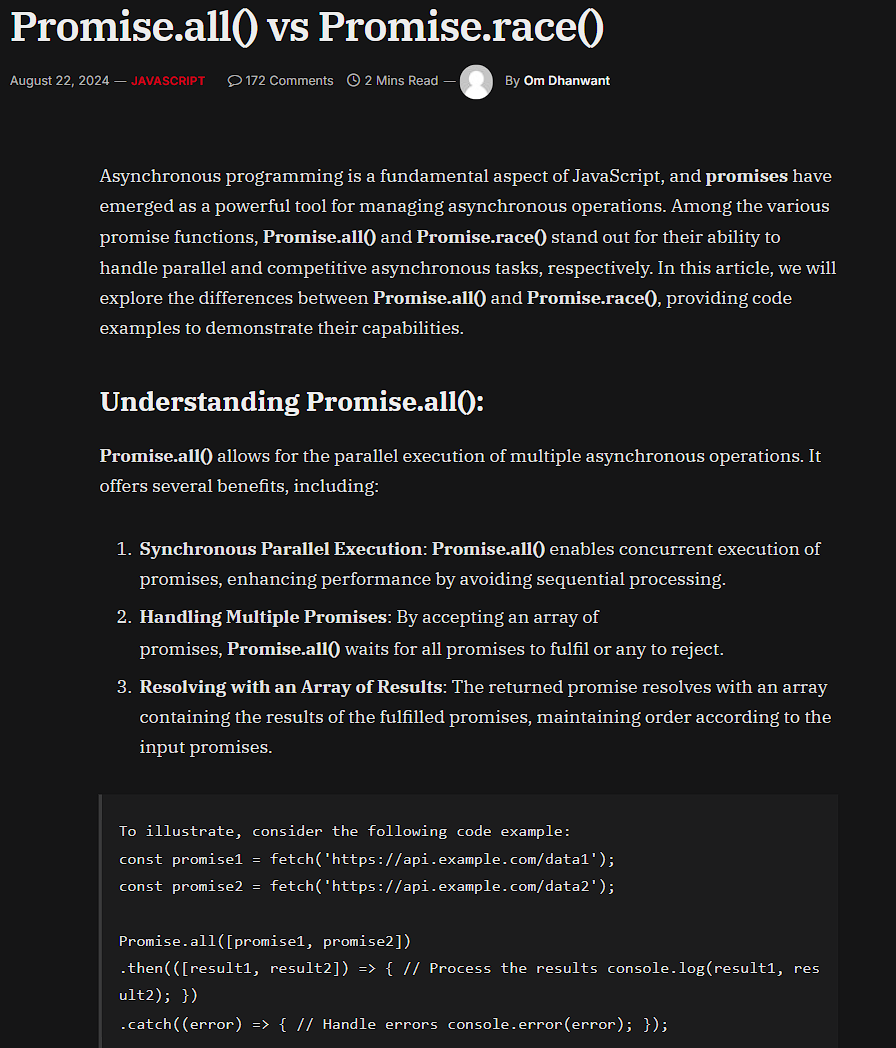 Promise.all() vs Promise.race()
August 22, 2024 — JAVASCRIPT 172 Comments 2 Mins Read — By Om Dhanwant
Asynchronous programming is a fundamental aspect of JavaScript, and promises have
emerged as a powerful tool for managing asynchronous operations. Among the various
promise functions, Promise.all() and Promise.race() stand out for their ability to
handle parallel and competitive asynchronous tasks, respectively. In this article, we will
explore the differences between Promise.all() and Promise.race(), providing code
examples to demonstrate their capabilities.
Understanding Promise.all():
Promise.all() allows for the parallel execution of multiple asynchronous operations. It
offers several benefits, including:
1. Synchronous Parallel Execution: Promise.all() enables concurrent execution of
promises, enhancing performance by avoiding sequential processing.
2. Handling Multiple Promises: By accepting an array of
promises, Promise.all() waits for all promises to fulfil or any to reject.
3. Resolving with an Array of Results: The returned promise resolves with an array
containing the results of the fulfilled promises, maintaining order according to the
input promises.
To illustrate, consider the following code example:
const promise1 = fetch('https://api.example.com/data1');
const promise2 = fetch('https://api.example.com/data2');
Promise.all([promise1, promise2])
.then(([result1, result2]) => { // Process the results console.log(result1, res
ult2); })
.catch((error) => { // Handle errors console.error(error); });